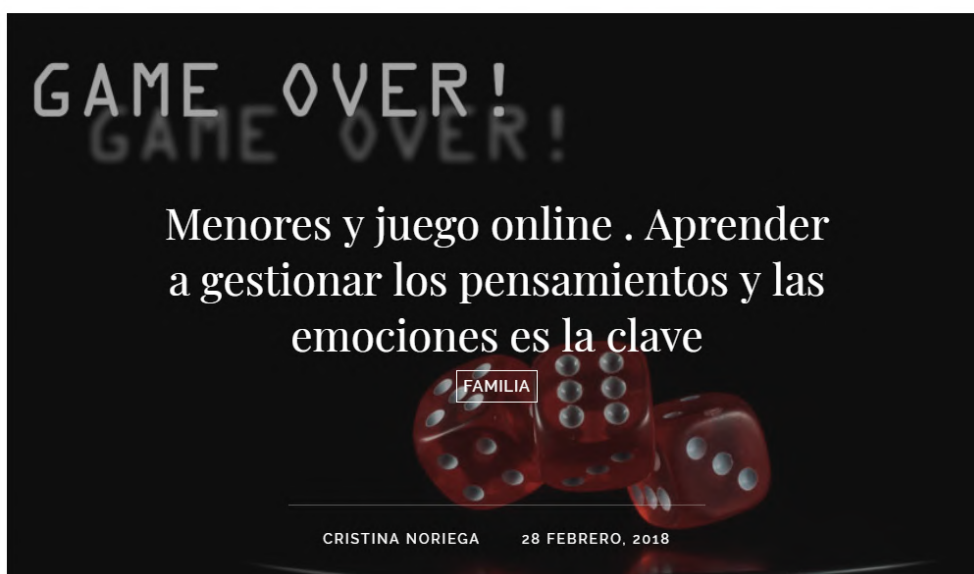 GAME OVER!
GAME OVER!
Menores y juego online . Aprender
a gestionar los pensamientos y las
emociones es la clave
FAMILIA
CRISTINA NORIEGA 28 FEBRERO, 2018